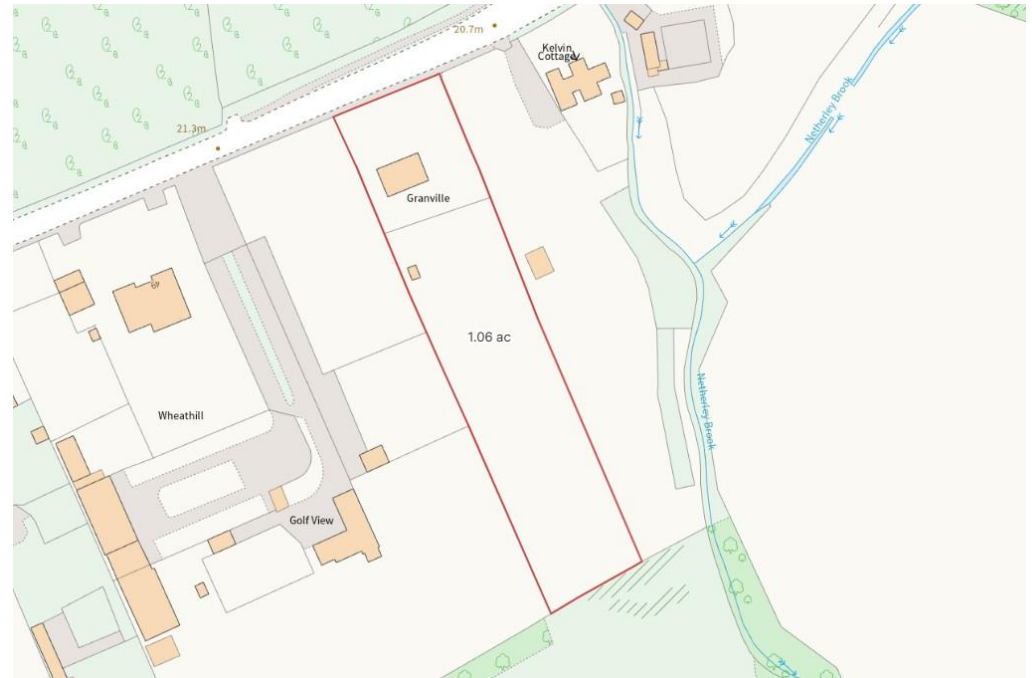 20.7m
Kelvin
Cottage
Netherley Brook
21.3m
Granville
1.06 ac
Netherley Brook
Wheathill
Golf View